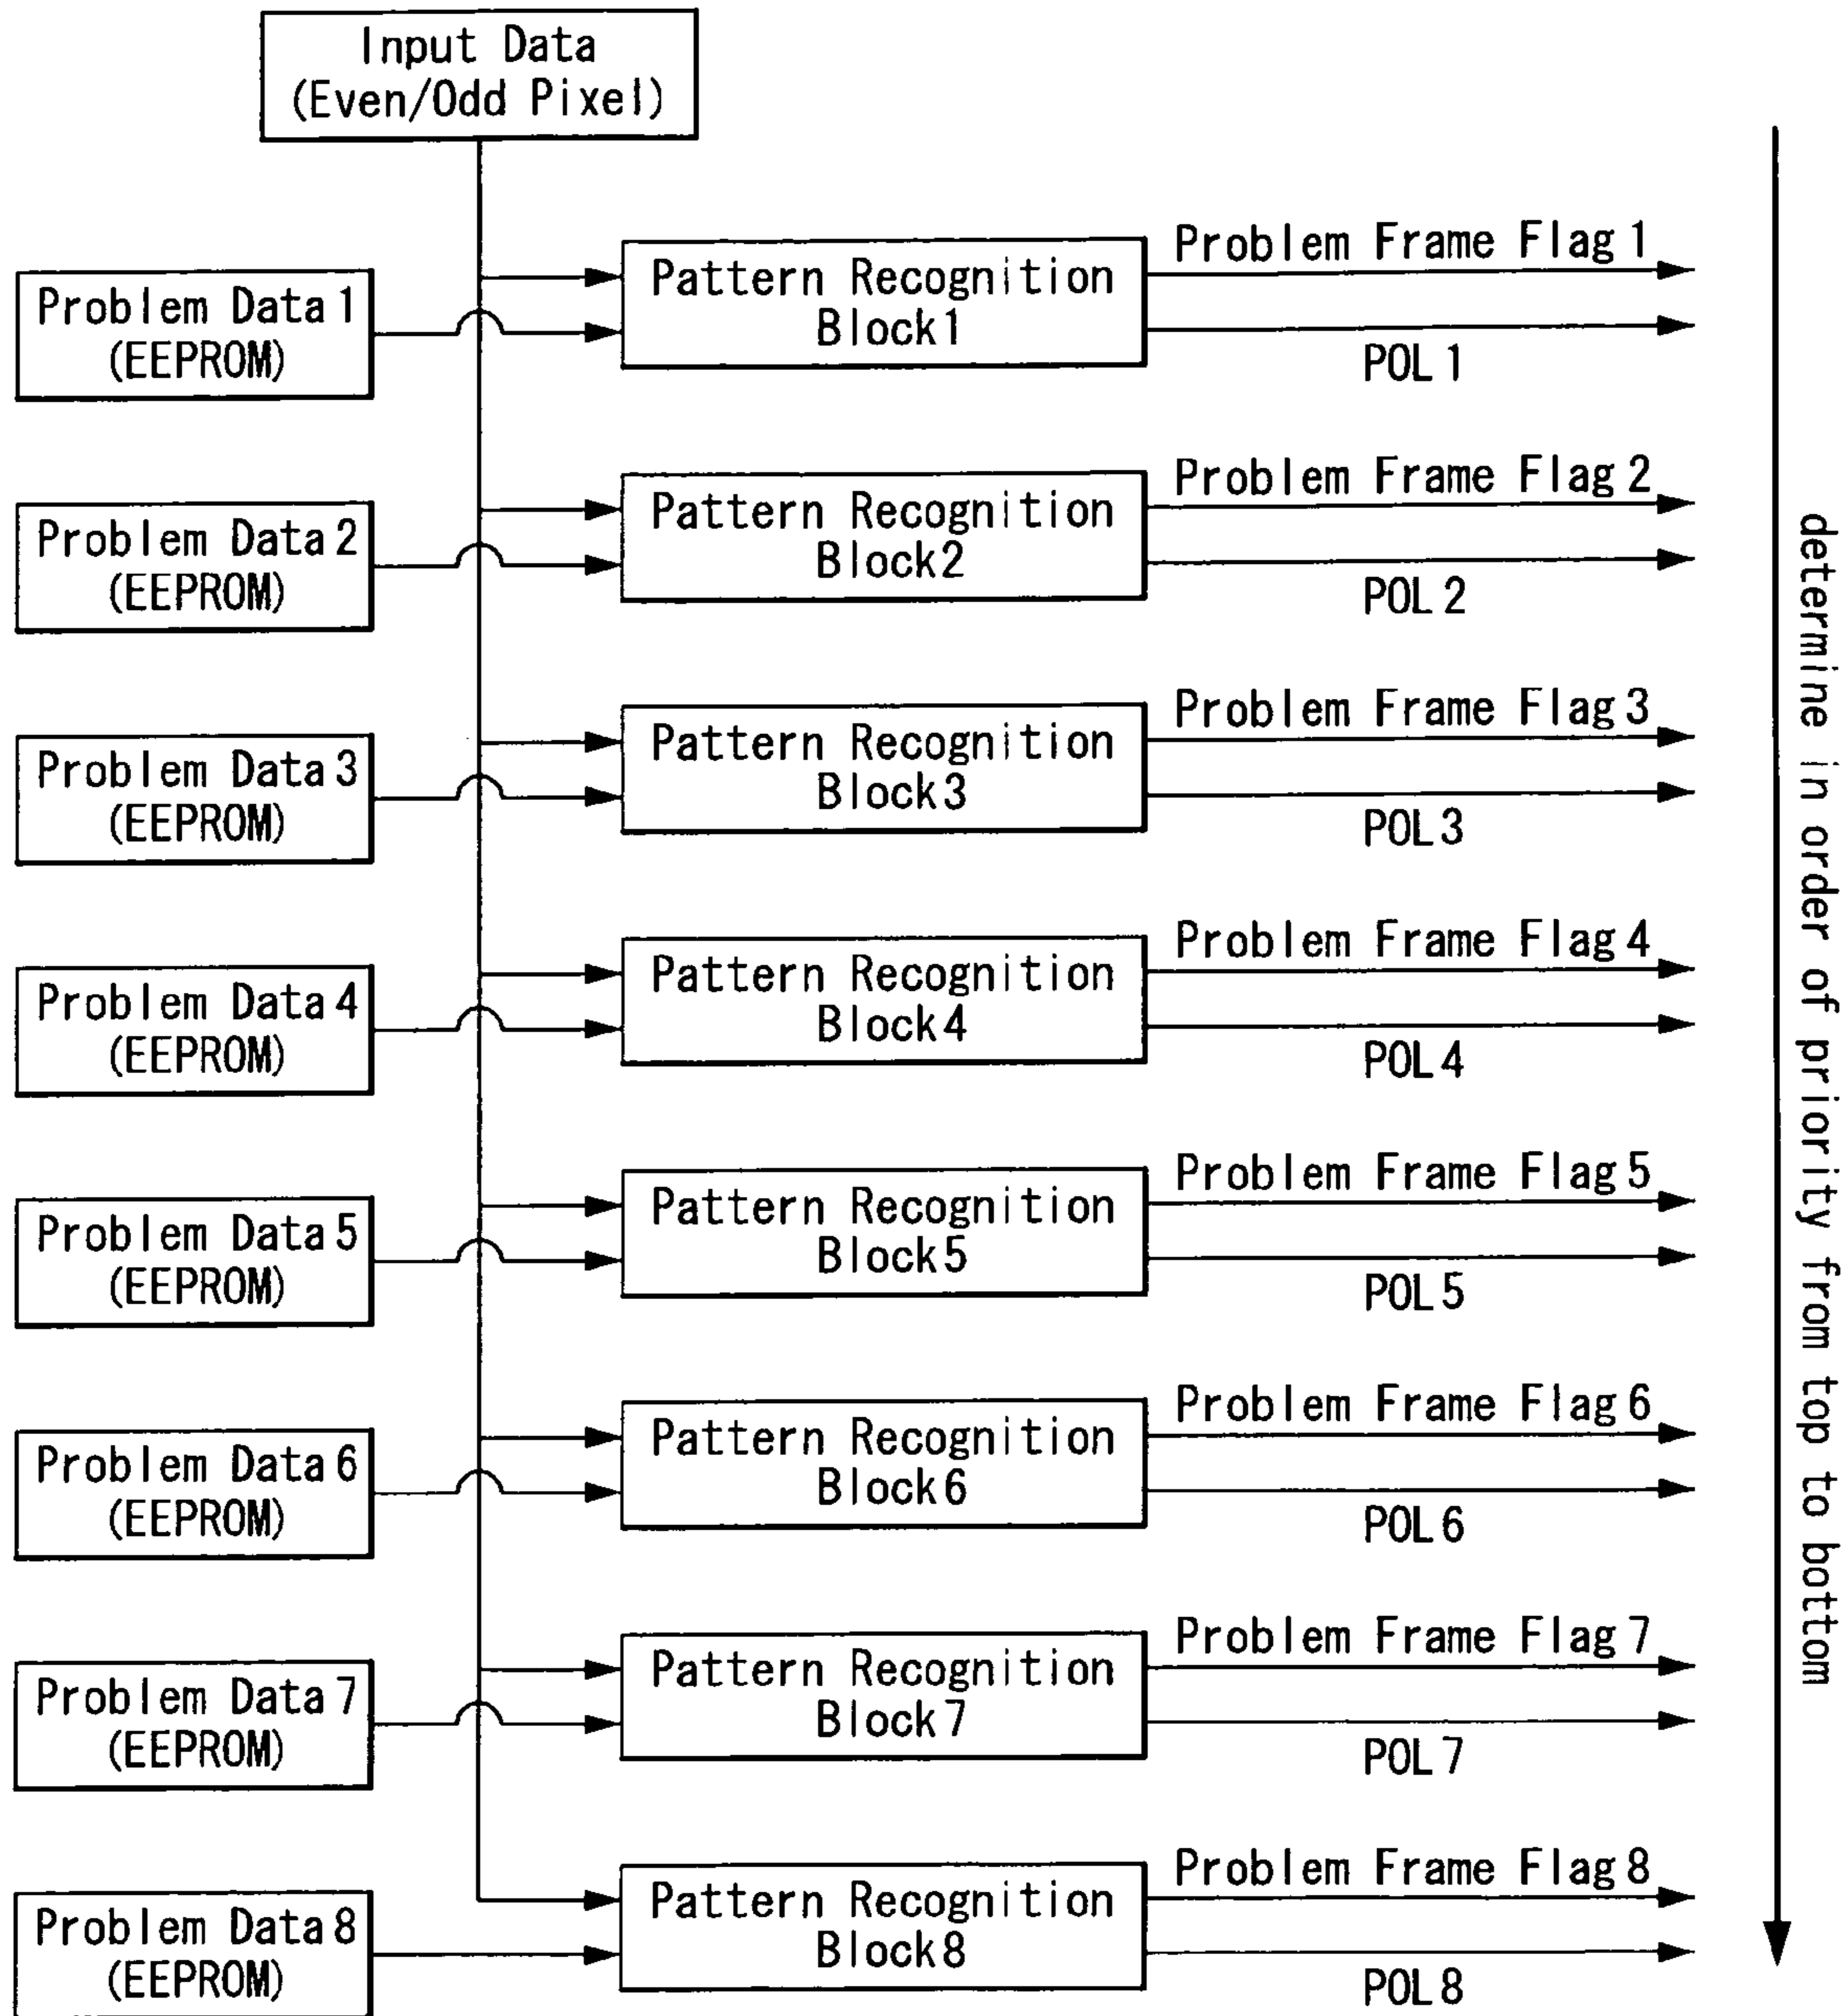 Input Data
(Even/Odd Pixel)
Problem Data 1
(EEPROM)
Pattern Recognition
Block1
Problem Frame Flag 1
POL 1
Problem Data 2
(EEPROM)
Pattern Recognition
Block2
Problem Frame Flag 2
POL 2
Problem Data 3
(EEPROM)
Pattern Recognition
Block3
Problem Frame Flag 3
POL 3
Problem Data 4
(EEPROM)
Pattern Recognition
Block4
Problem Frame Flag 4
POL 4
Problem Data 5
(EEPROM)
Pattern Recognition
Block5
Problem Frame Flag 5
POL 5
Problem Data 6
(EEPROM)
Pattern Recognition
Block6
Problem Frame Flag 6
POL 6
Problem Data 7
(EEPROM)
Pattern Recognition
Block7
Problem Frame Flag 7
POL 7
Problem Data 8
(EEPROM)
Pattern Recognition
Block8
Problem Frame Flag 8
POL 8
determine in order of priority from top to bottom